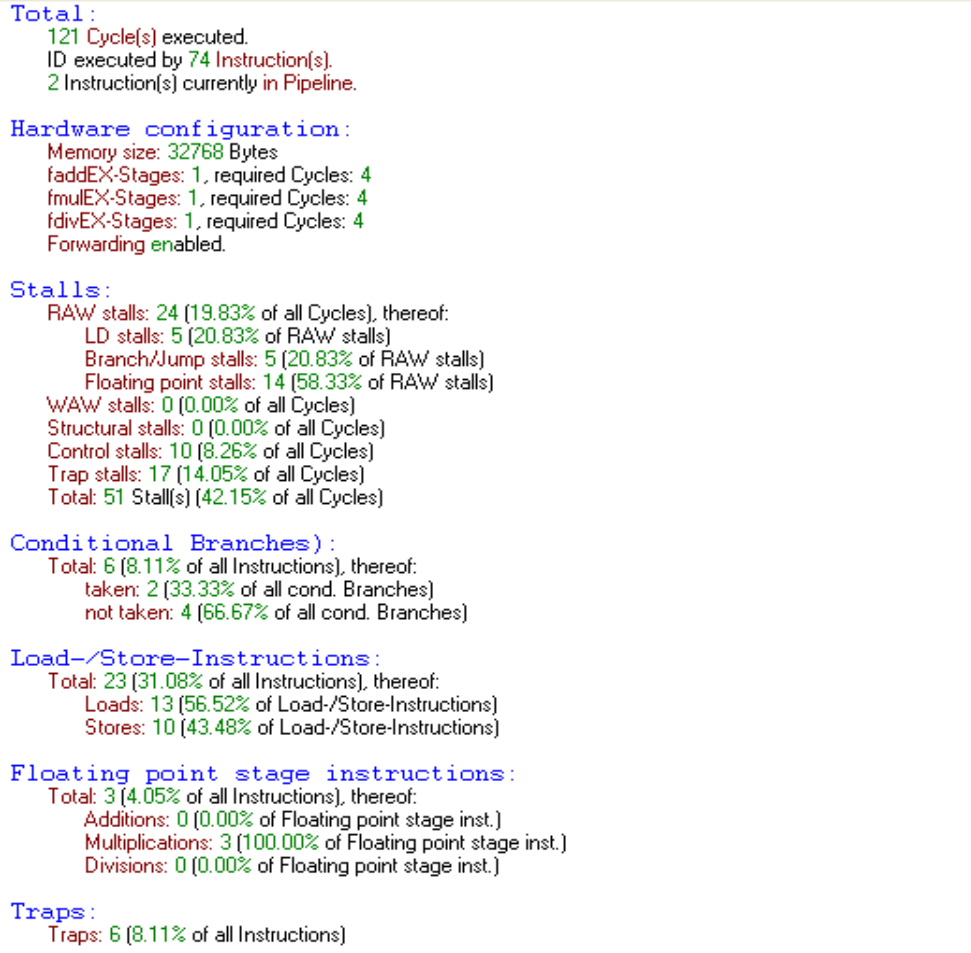 Total:
121 Cycle(s) executed.
ID executed by 74 Instruction(s).
2 Instruction(s) currently in Pipeline.
Hardware configuration:
Memory size: 32768 Bytes
faddEX-Stages: 1, required Cycles: 4
fmulEX-Stages: 1, required Cycles: 4
fdivEX-Stages: 1, required Cycles: 4
Forwarding enabled.
Stalls:
RAW stalls: 24 (19.83% of all Cycles), thereof:
LD stalls: 5 (20.83% of RAW stalls)
Branch/Jump stalls: 5 (20.83% of RAW stalls)
Floating point stalls: 14 (58.33% of RAW stalls)
WAW stalls: 0 (0.00% of all Cycles)
Structural stalls: 0 (0.00% of all Cycles)
Control stalls: 10 (8.26% of all Cycles)
Trap stalls: 17 (14.05% of all Cycles)
Total: 51 Stall(s) (42.15% of all Cycles)
Conditional Branches):
Total: 6 (8.11% of all Instructions), thereof:
taken: 2 (33.33% of all cond. Branches)
not taken: 4 (66.67% of all cond. Branches)
Load-/Store-Instructions:
Total: 23 (31.08% of all Instructions), thereof:
Loads: 13 (56.52% of Load-/Store-Instructions)
Stores: 10 (43.48% of Load-/Store-Instructions)
Floating point stage instructions:
Total: 3 (4.05% of all Instructions), thereof:
Additions: 0 (0.00% of Floating point stage inst.)
Multiplications: 3 (100.00% of Floating point stage inst.)
Divisions: 0 (0.00% of Floating point stage inst.)
Traps:
Traps: 6 (8.11% of all Instructions)